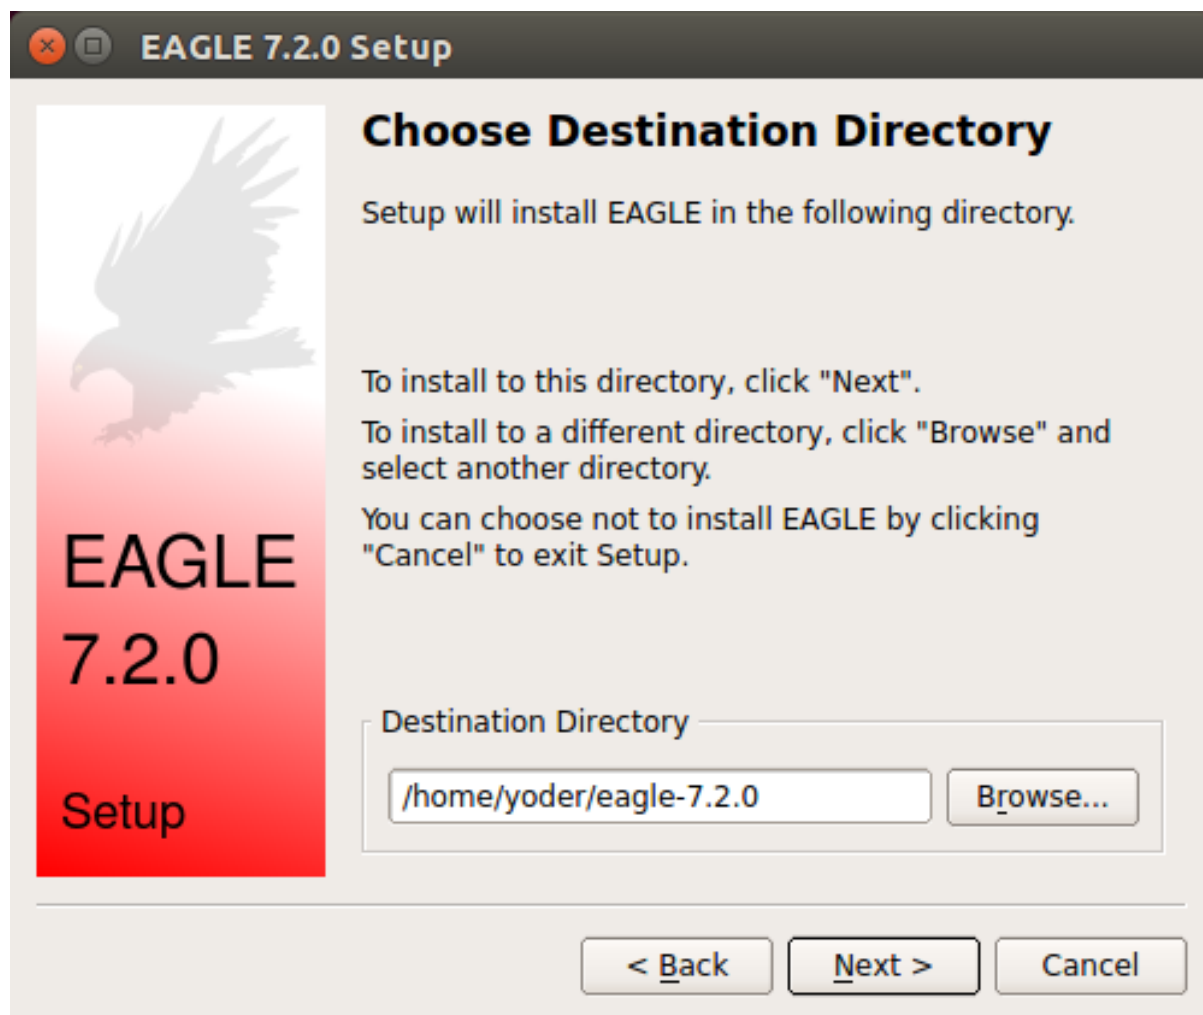 EAGLE 7.2.0 Setup
Choose Destination Directory
Setup will install EAGLE in the following directory.
To install to this directory, click "Next".
To install to a different directory, click "Browse" and
select another directory.
You can choose not to install EAGLE by clicking
"Cancel" to exit Setup.
EAGLE
7.2.0
Setup
Destination Directory
/home/yoder/eagle-7.2.0
Browse...
< Back
Next >
Cancel